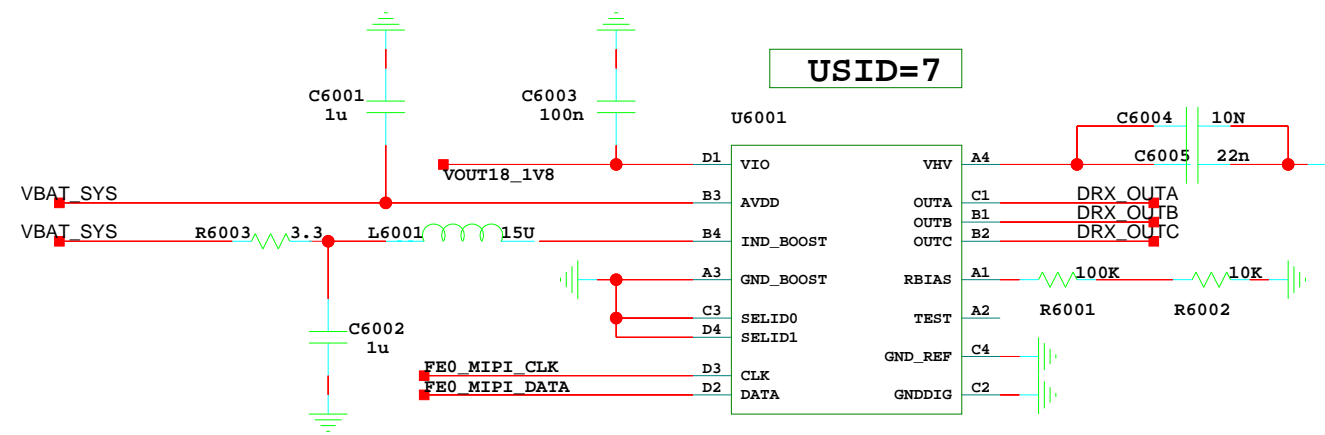 USID=7
C6001
1u
C6003
100n
U6001
C6004 10N
C6005 22n
VOUT18_1V8
D1 VIO
VHV A4
VBAT_SYS
B3 AVDD
OUTA C1 DRX_OUTA
OUTB B1 DRX_OUTB
VBAT_SYS
R6003 3.3
L6001 15U
B4 IND_BOOST
OUTC B2 DRX_OUTC
A3 GND_BOOST
RBIAS A1
100K 10K
R6001 R6002
C3 SELID0
TEST A2
D4 SELID1
C6002
1u
GND_REF C4
FE0_MIPI_CLK
D3 CLK
FE0_MIPI_DATA
D2 DATA
GNDDIG C2